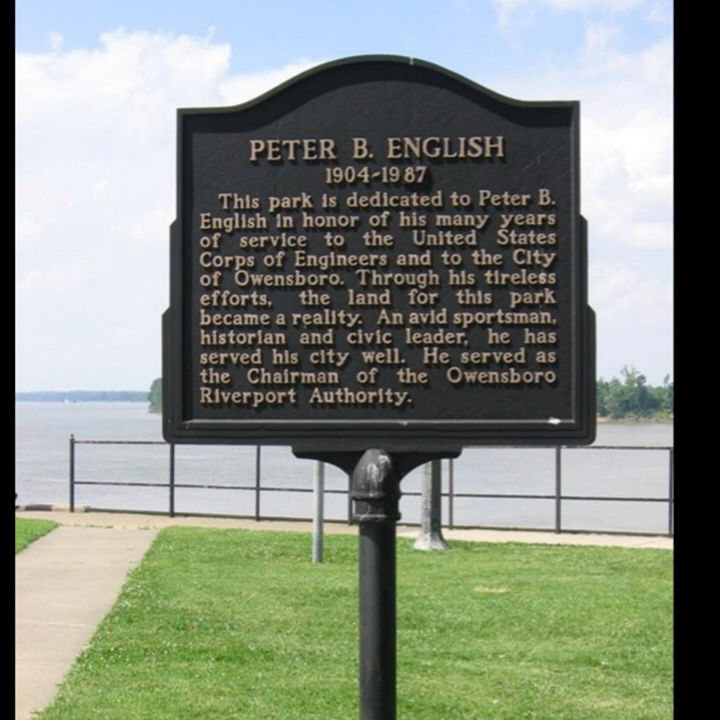 PETER B. ENGLISH
1904-1987
This park is dedicated to Peter B.
English in honor of his many years
of service to the United States
Corps of Engineers and to the City
of Owensboro. Through his tireless
efforts, the land for this park
became a reality. An avid sportsman,
historian and civic leader, he has
served his city well. He served as
the Chairman of the Owensboro
Riverport Authority.